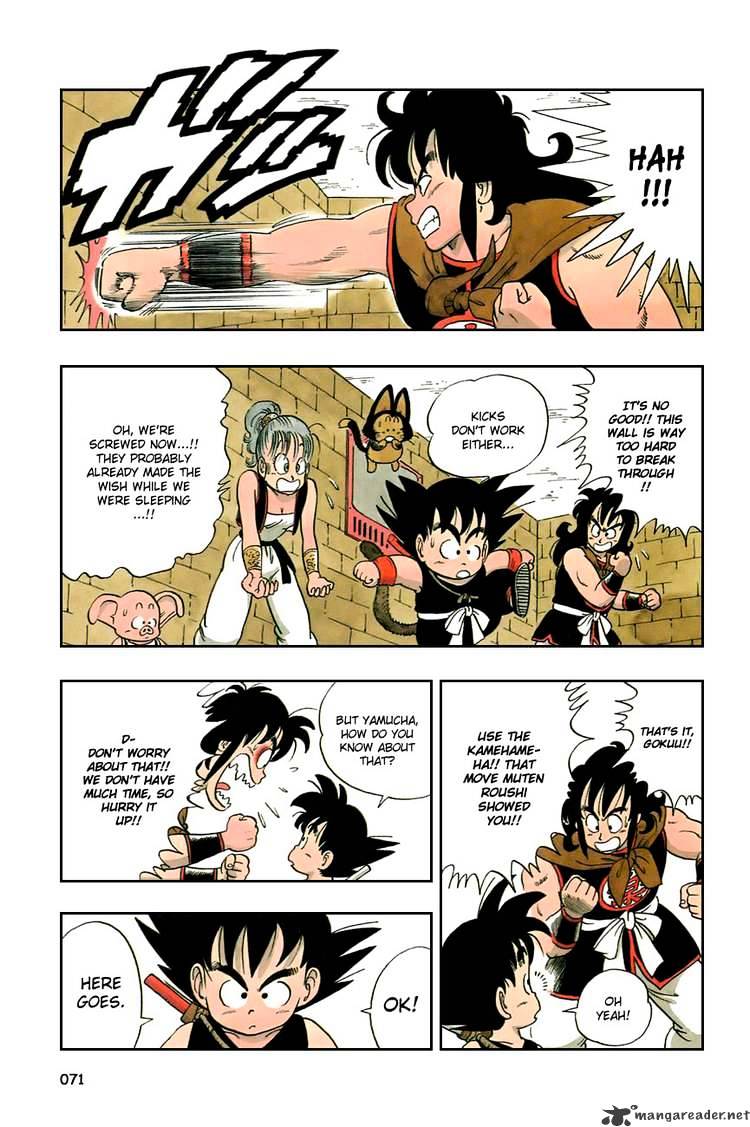 ガガッ
HAH
!!!
IT'S NO
GOOD!! THIS
WALL IS WAY
TOO HARD
TO BREAK
THROUGH
!!
KICKS
DON'T WORK
EITHER...
OH, WE'RE
SCREWED NOW...!!
THEY PROBABLY
ALREADY MADE
THE WISH WHILE
WE WERE
SLEEPING
...!!
THAT'S IT,
GOKUU!!
USE THE
KAMEHAME-
HA!! THAT
MOVE MUTEN
ROUSHI
SHOWED
YOU!!
OH
YEAH!
BUT YAMUCHA,
HOW DO YOU
KNOW ABOUT
THAT?
D-
DON'T WORRY
ABOUT THAT!!
WE DON'T HAVE
MUCH TIME, SO
HURRY IT
UP!!
OK!
HERE
GOES.
071
mangareader.net